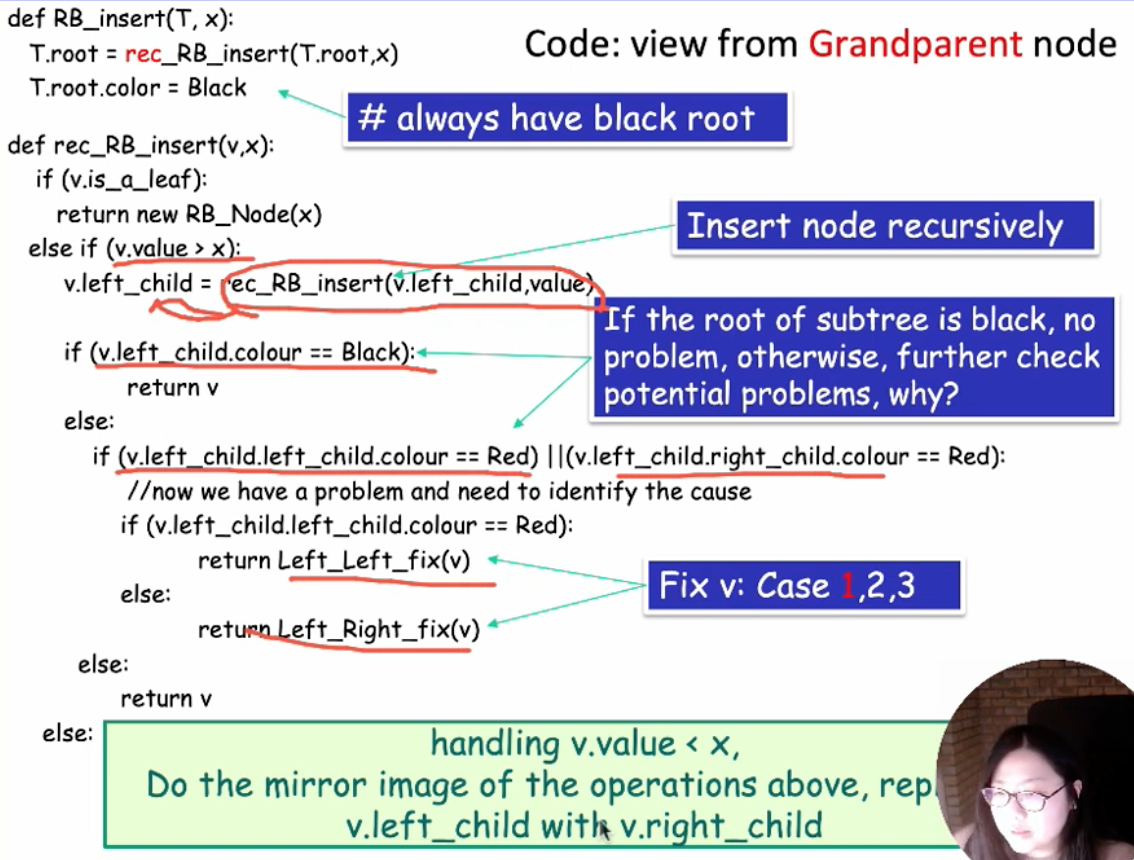 def RB_insert(T, x):
T.root = rec_RB_insert(T.root,x)
T.root.color = Black
Code: view from Grandparent node
# always have black root
def rec_RB_insert(v,x):
if (v.is_a_leaf):
return new RB_Node(x)
Insert node recursively
else if (v.value > x):
v.left_child = rec_RB_insert(v.left_child,value)
If the root of subtree is black, no
problem, otherwise, further check
potential problems, why?
if (v.left_child.colour == Black):
return v
else:
if (v.left_child.left_child.colour == Red) ||(v.left_child.right_child.colour == Red):
//now we have a problem and need to identify the cause
if (v.left_child.left_child.colour == Red):
return Left_Left_fix(v)
Fix v: Case 1,2,3
else:
return Left_Right_fix(v)
else:
return v
else:
handling v.value < x,
Do the mirror image of the operations above,
v.left_child with v.right_child